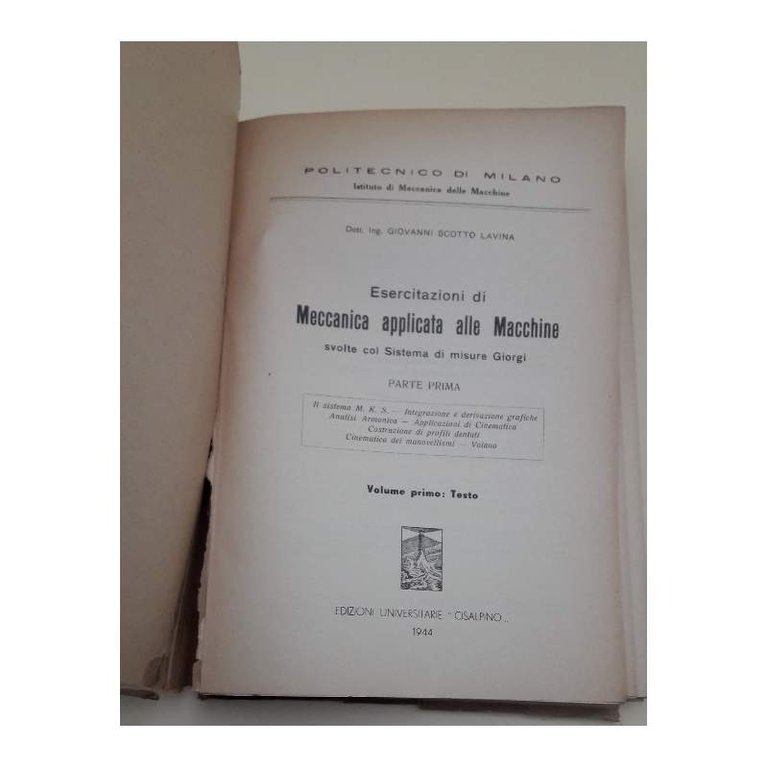 POLITECNICO DI MILANO
Istituto di Meccanica delle Macchine
Dott. Ing. GIOVANNI SCOTTO LAVINA
Esercitazioni di
Meccanica applicata alle Macchine
svolte col Sistema di misure Giorgi
PARTE PRIMA
Il sistema M. K. S. — Integrazione e derivazione grafiche
Analisi Armonica — Applicazioni di Cinematica
Costruzione di profili dentati
Cinematica dei manovellismi — Volano
Volume primo: Testo
EDIZIONI UNIVERSITARIE "CISALPINO„
1944